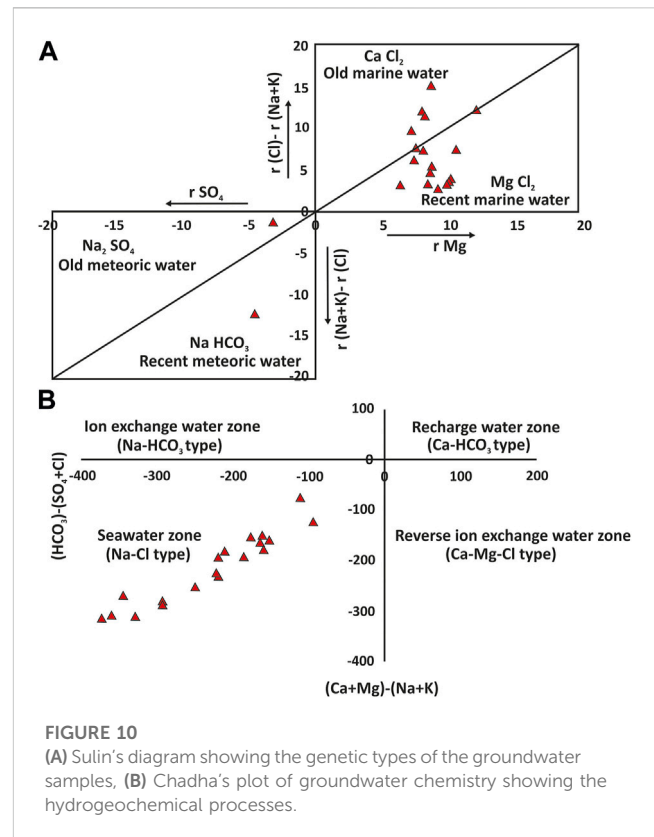 A
20
Ca Cl₂
Old marine water
15
10
5
r (Cl)- r (Na+K)
r SO₄
Mg Cl₂
Recent marine water
0
-20
-15
-10
-5
0
5
10
15
20
r Mg
Na₂ SO₄
Old meteoric water
-5
-10
-15
-20
r (Na+K)- r (Cl)
Na HCO₃
Recent meteoric water
B
100
Ion exchange water zone
(Na-HCO₃ type)
Recharge water zone
(Ca-HCO₃ type)
0
-400
-300
-200
-100
0
100
200
(HCO₃)-(SO₄+Cl)
-100
Seawater zone
(Na-Cl type)
Reverse ion exchange water zone
(Ca-Mg-Cl type)
-200
-300
-400
(Ca+Mg)-(Na+K)
FIGURE 10
(A) Sulin's diagram showing the genetic types of the groundwater
samples, (B) Chadha's plot of groundwater chemistry showing the
hydrogeochemical processes.